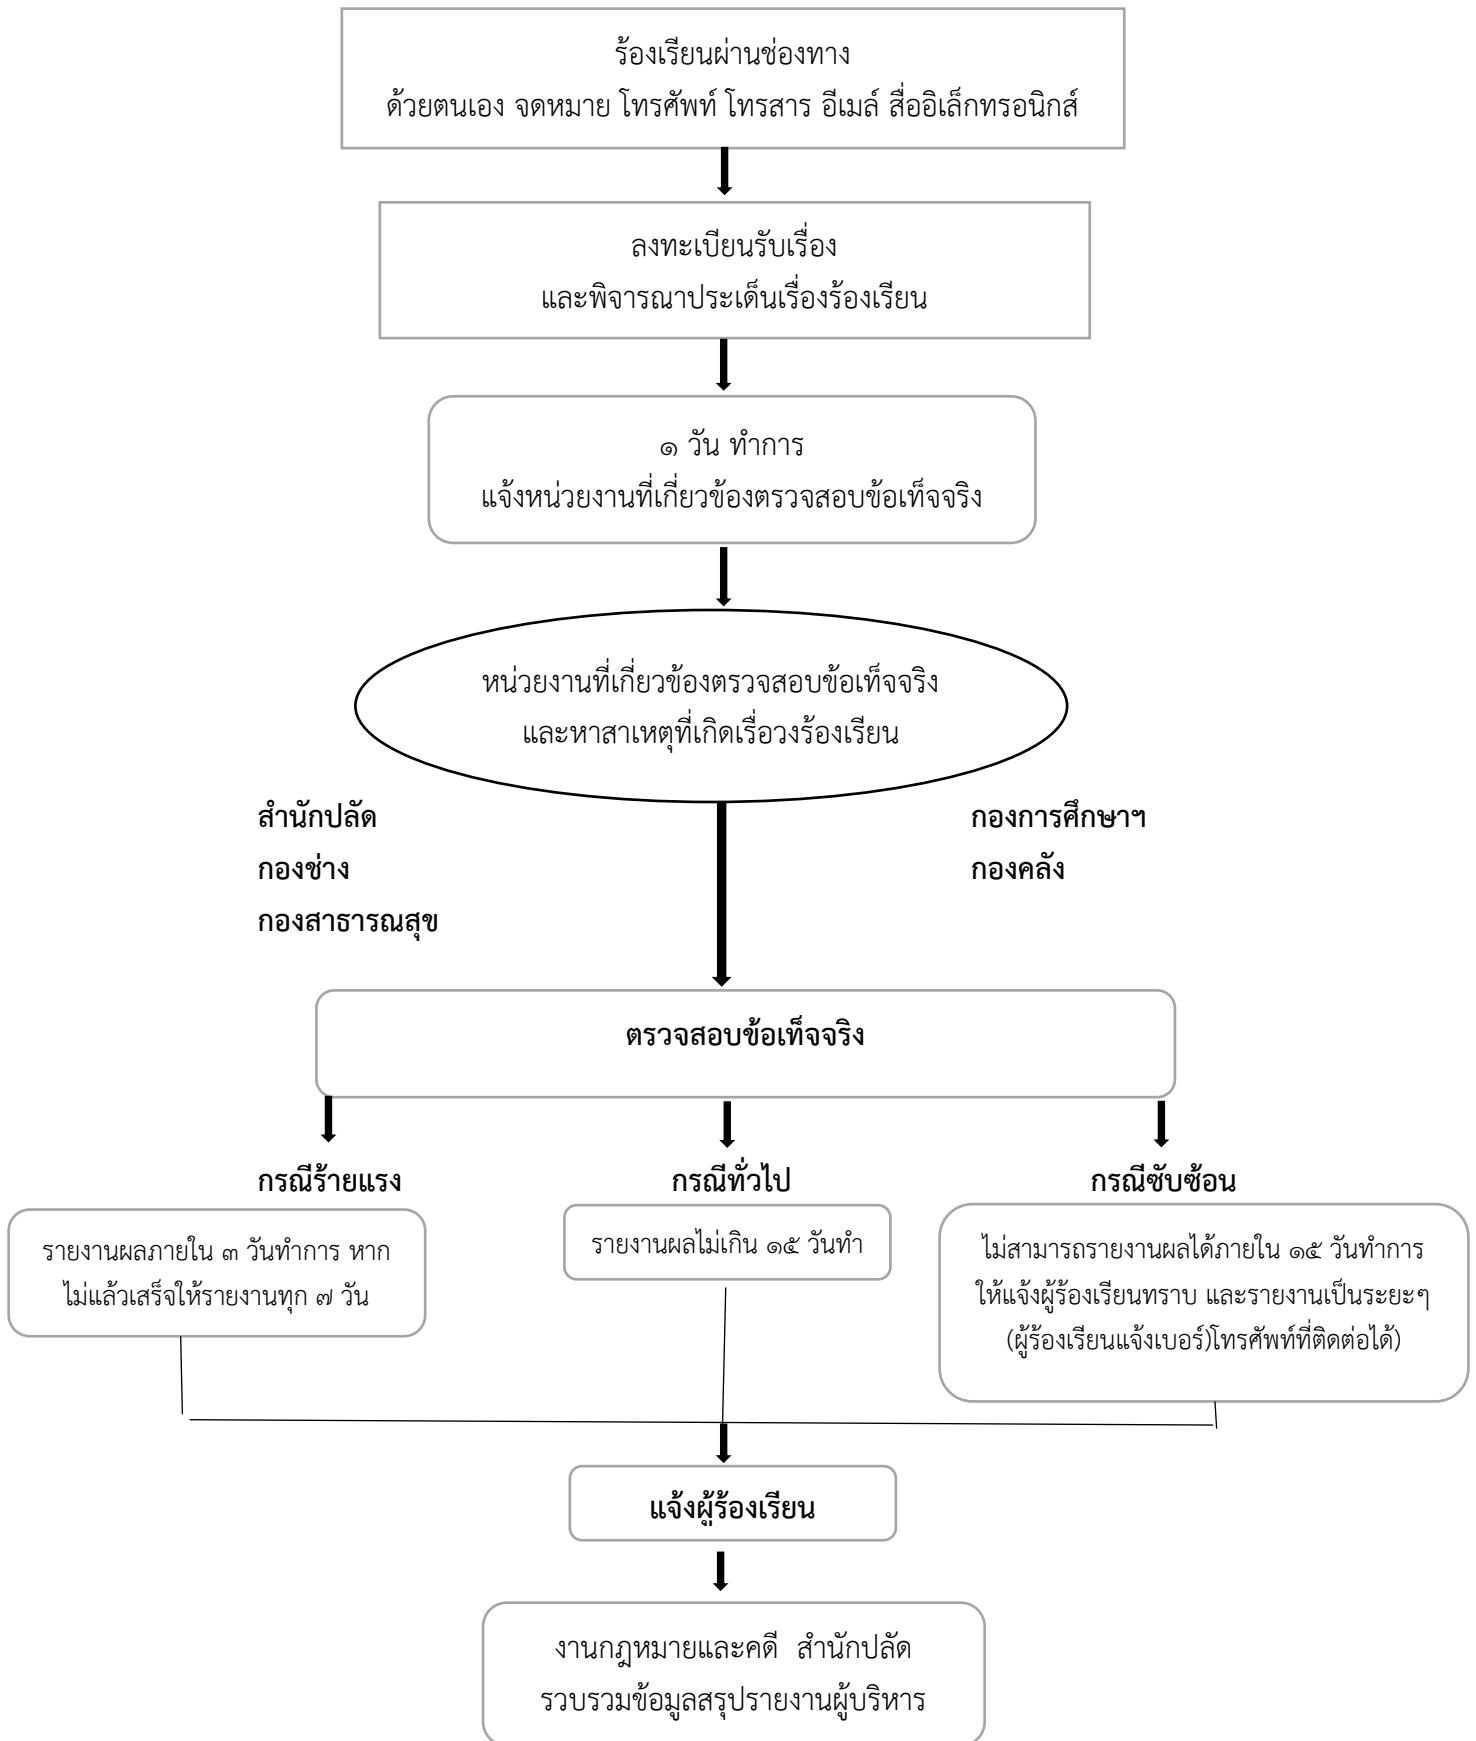 ร้องเรียนผ่านช่องทาง
ด้วยตนเอง จดหมาย โทรศัพท์ โทรสาร อีเมล์ สื่ออิเล็กทรอนิกส์
ลงทะเบียนรับเรื่อง
และพิจารณาประเด็นเรื่องร้องเรียน
๑ วัน ทำการ
แจ้งหน่วยงานที่เกี่ยวข้องตรวจสอบข้อเท็จจริง
หน่วยงานที่เกี่ยวข้องตรวจสอบข้อเท็จจริง
และหาสาเหตุที่เกิดเรื่อวงร้องเรียน
สำนักปลัด
กองช่าง
กองสาธารณสุข
กองการศึกษาฯ
กองคลัง
ตรวจสอบข้อเท็จจริง
กรณีร้ายแรง
รายงานผลภายใน ๓ วันทำการ หาก
ไม่แล้วเสร็จให้รายงานทุก ๗ วัน
กรณีทั่วไป
รายงานผลไม่เกิน ๑๕ วันทำ
กรณีซับซ้อน
ไม่สามารถรายงานผลได้ภายใน ๑๕ วันทำการ
ให้แจ้งผู้ร้องเรียนทราบ และรายงานเป็นระยะๆ
(ผู้ร้องเรียนแจ้งเบอร์)โทรศัพท์ที่ติดต่อได้)
แจ้งผู้ร้องเรียน
งานกฎหมายและคดี สำนักปลัด
รวบรวมข้อมูลสรุปรายงานผู้บริหาร